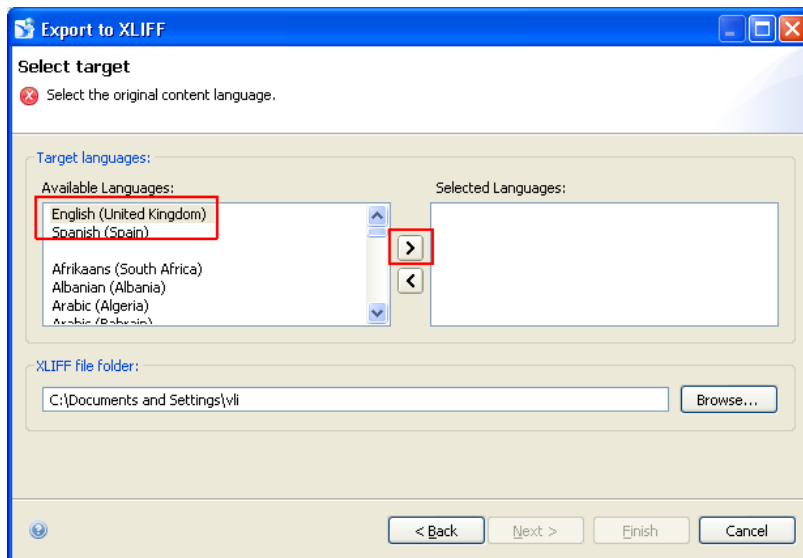 Export to XLIFF
Select target
Select the original content language.
Target languages:
Available Languages:
Selected Languages:
English (United Kingdom)
Spanish (Spain)
Afrikaans (South Africa)
Albanian (Albania)
Arabic (Algeria)
Arabic (Bahrain)
>
<
XLIFF file folder:
C:\Documents and Settings\vli
Browse...
< Back
Next >
Finish
Cancel